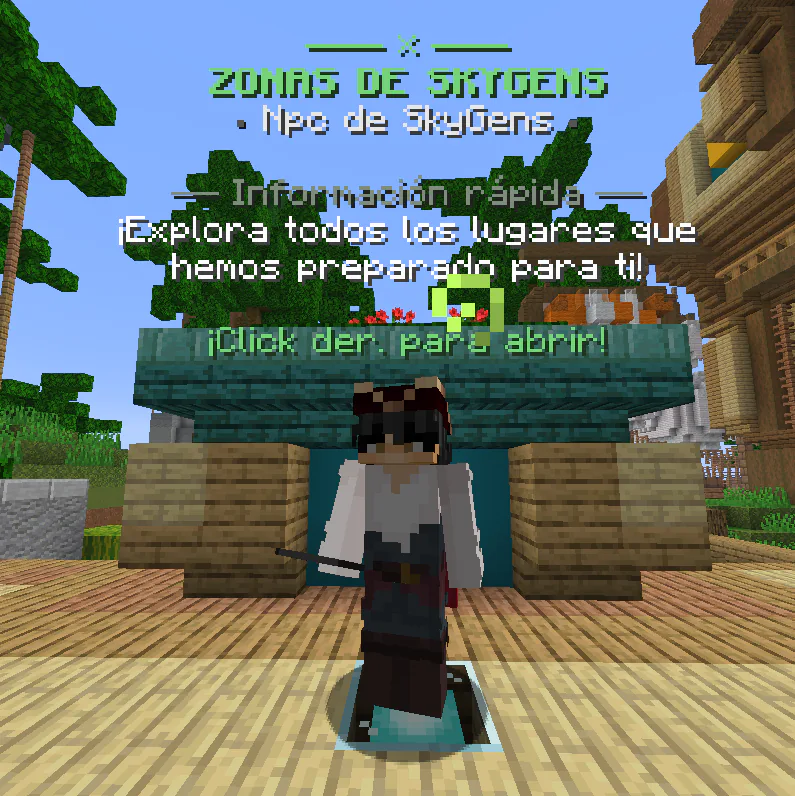 ZONAS DE SKYGENS
• Npc de SkyGens •
Información rápida
¡Explora todos los lugares que
hemos preparado para ti!
¡Click der. para abrir!